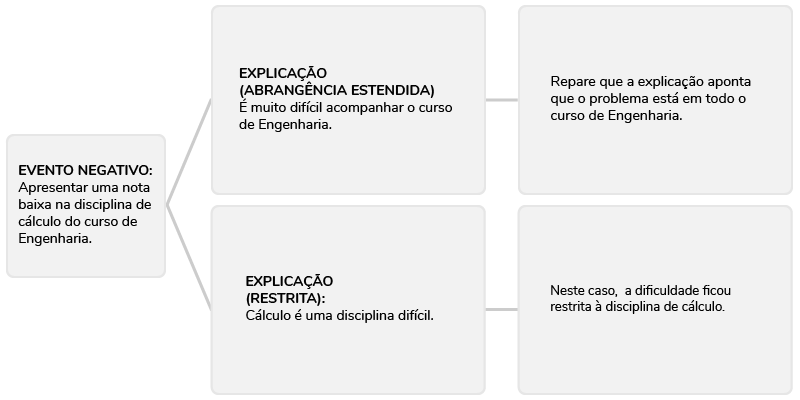 EVENTO NEGATIVO:
Apresentar uma nota
baixa na disciplina de
cálculo do curso de
Engenharia.
EXPLICAÇÃO
(ABRANGÊNCIA ESTENDIDA)
É muito difícil acompanhar o curso
de Engenharia.
Repare que a explicação aponta
que o problema está em todo o
curso de Engenharia.
EXPLICAÇÃO
(RESTRITA):
Cálculo é uma disciplina difícil.
Neste caso, a dificuldade ficou
restrita à disciplina de cálculo.